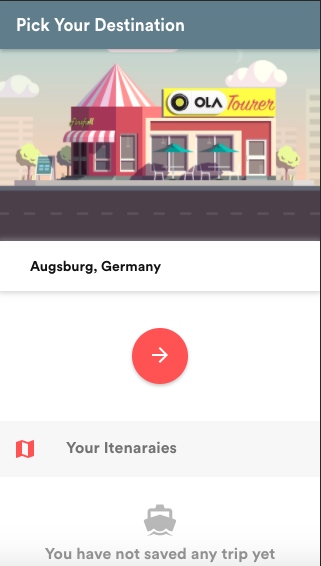 Pick Your Destination
OLA Tourer
Augsburg, Germany
Your Itenaraies
You have not saved any trip yet